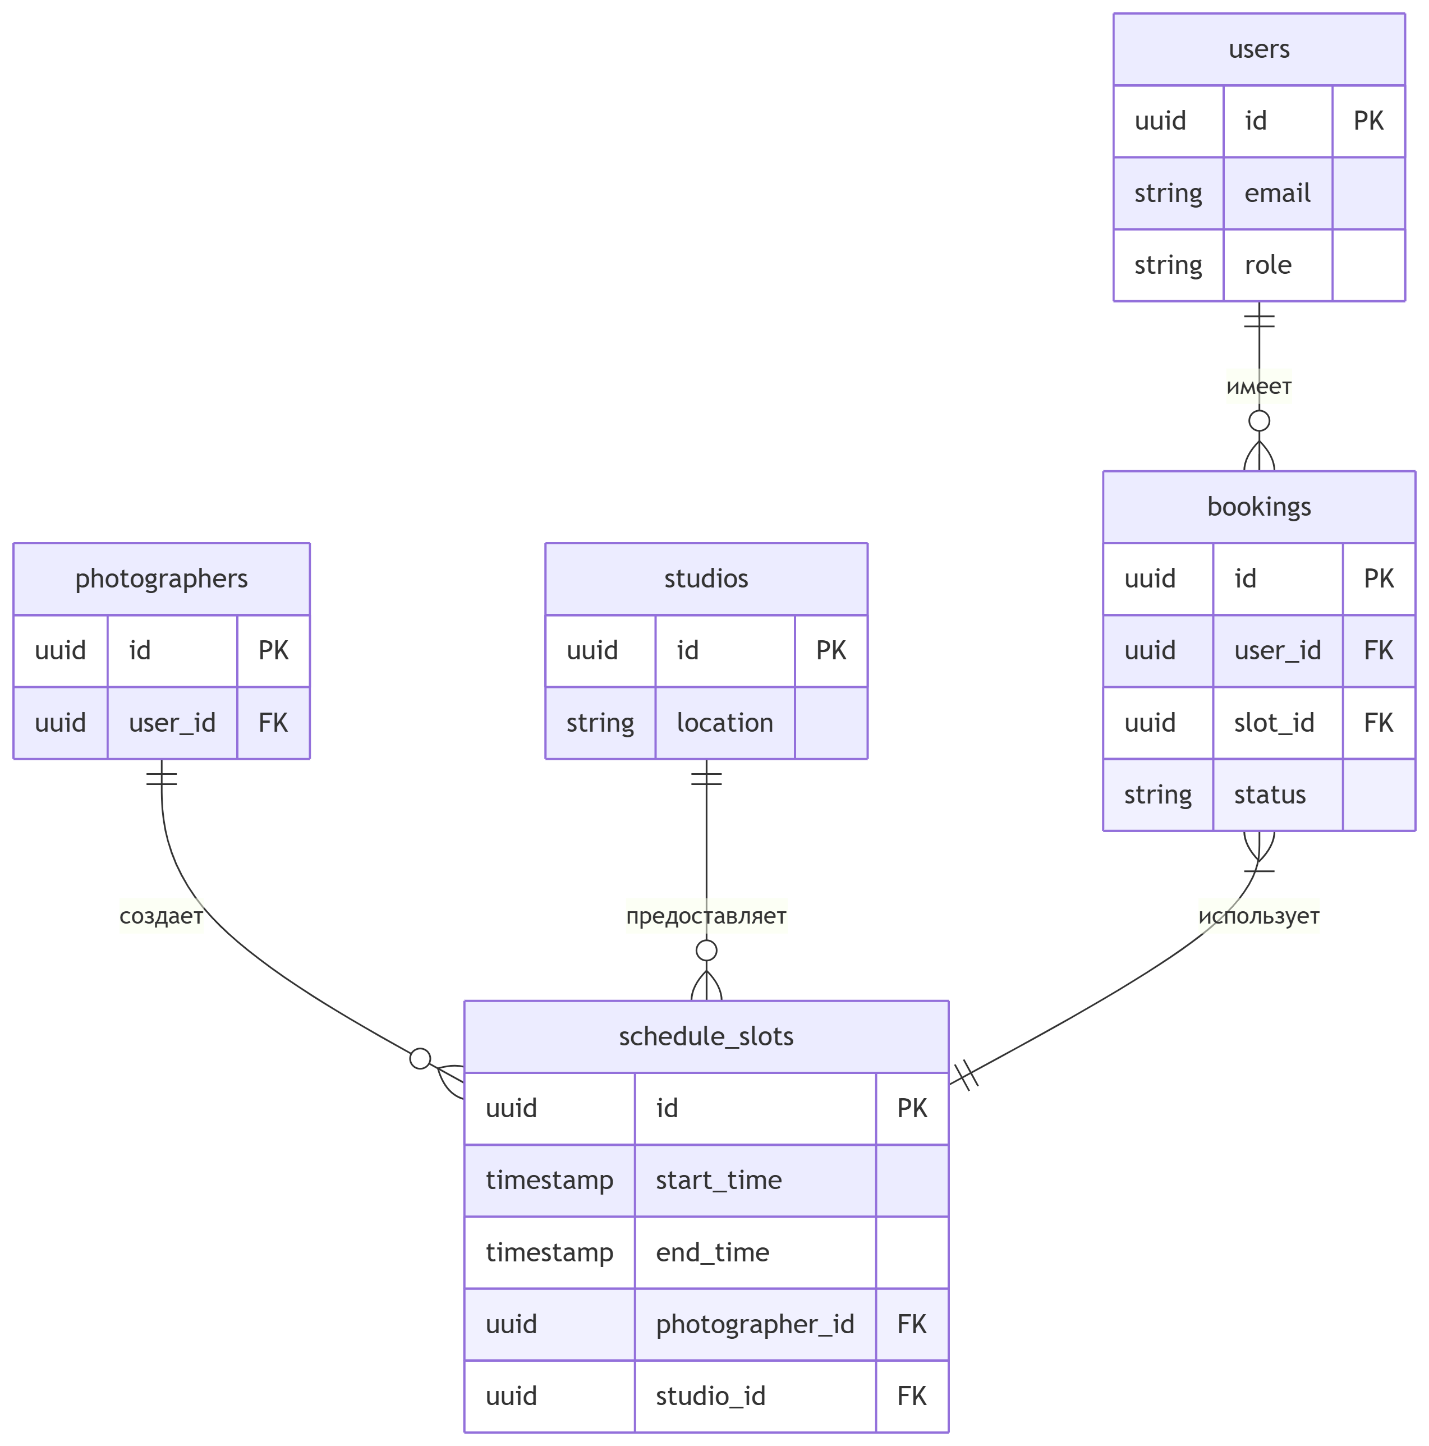 users
uuid id PK
string email
string role
имеет
bookings
uuid id PK
uuid user_id FK
uuid slot_id FK
string status
photographers
uuid id PK
uuid user_id FK
studios
uuid id PK
string location
создает
предоставляет
использует
schedule_slots
uuid id PK
timestamp start_time
timestamp end_time
uuid photographer_id FK
uuid studio_id FK